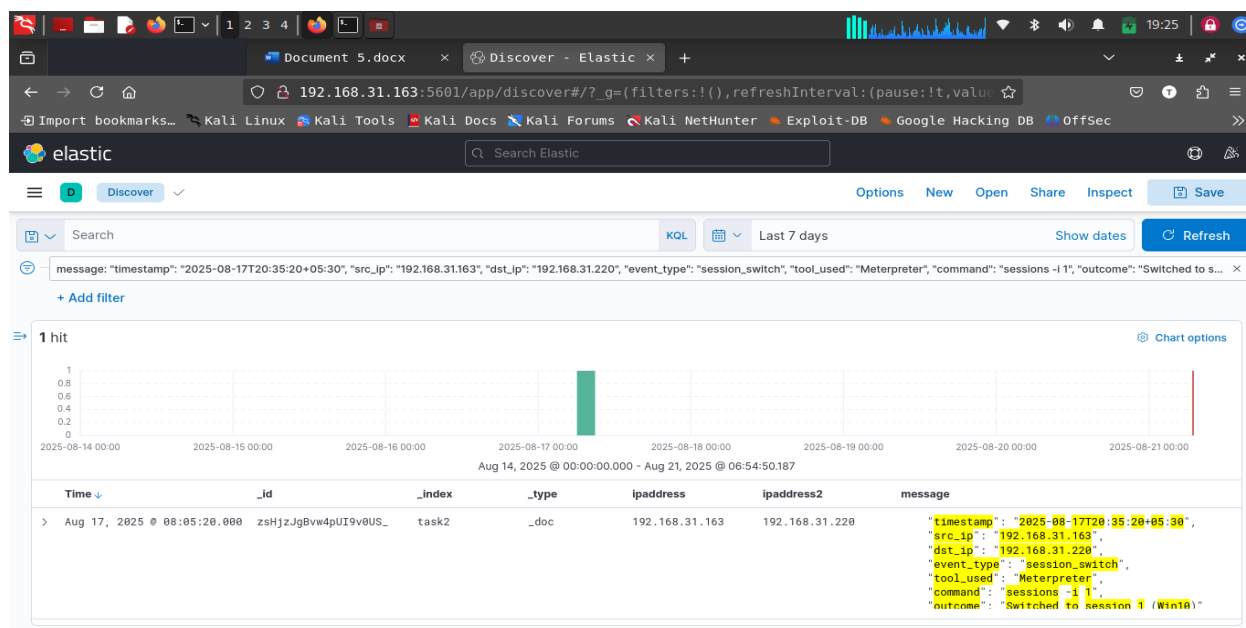 1 2 3 4
19:25
Document 5.docx × Discover - Elastic × +
192.168.31.163:5601/app/discover#/?_g=(filters:!(),refreshInterval:(pause:!t,value
Import bookmarks… Kali Linux Kali Tools Kali Docs Kali Forums Kali NetHunter Exploit-DB Google Hacking DB OffSec
elastic
Search Elastic
D Discover Options New Open Share Inspect Save
Search KQL Last 7 days Show dates Refresh
message: "timestamp": "2025-08-17T20:35:20+05:30", "src_ip": "192.168.31.163", "dst_ip": "192.168.31.220", "event_type": "session_switch", "tool_used": "Meterpreter", "command": "sessions -i 1", "outcome": "Switched to s... ×
+ Add filter
1 hit
Chart options
1
0.8
0.6
0.4
0.2
0
2025-08-14 00:00 2025-08-15 00:00 2025-08-16 00:00 2025-08-17 00:00 2025-08-18 00:00 2025-08-19 00:00 2025-08-20 00:00 2025-08-21 00:00
Aug 14, 2025 @ 00:00:00.000 - Aug 21, 2025 @ 06:54:50.187
Time _id _index _type ipaddress ipaddress2 message
Aug 17, 2025 @ 08:05:20.000 zsHjzJgBvw4pUI9v0US_ task2 _doc 192.168.31.163 192.168.31.220 "timestamp": "2025-08-17T20:35:20+05:30",
"src_ip": "192.168.31.163",
"dst_ip": "192.168.31.220",
"event_type": "session_switch",
"tool_used": "Meterpreter",
"command": "sessions -i 1",
"outcome": "Switched to session 1 (Win10)"